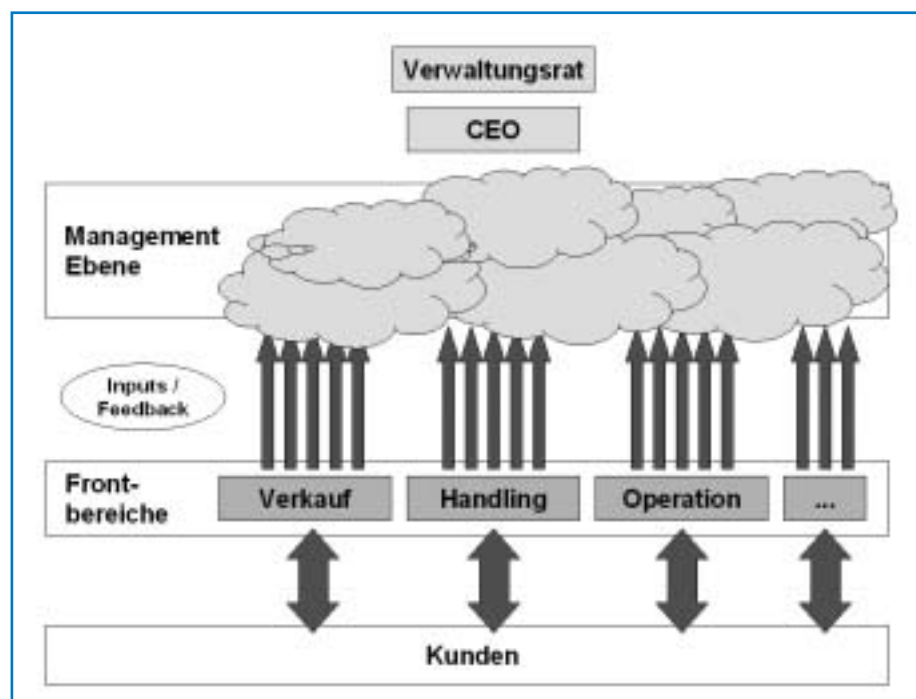 Verwaltungsrat
CEO
Management
Ebene
Inputs /
Feedback
Front-
bereiche
Verkauf
Handling
Operation
...
Kunden